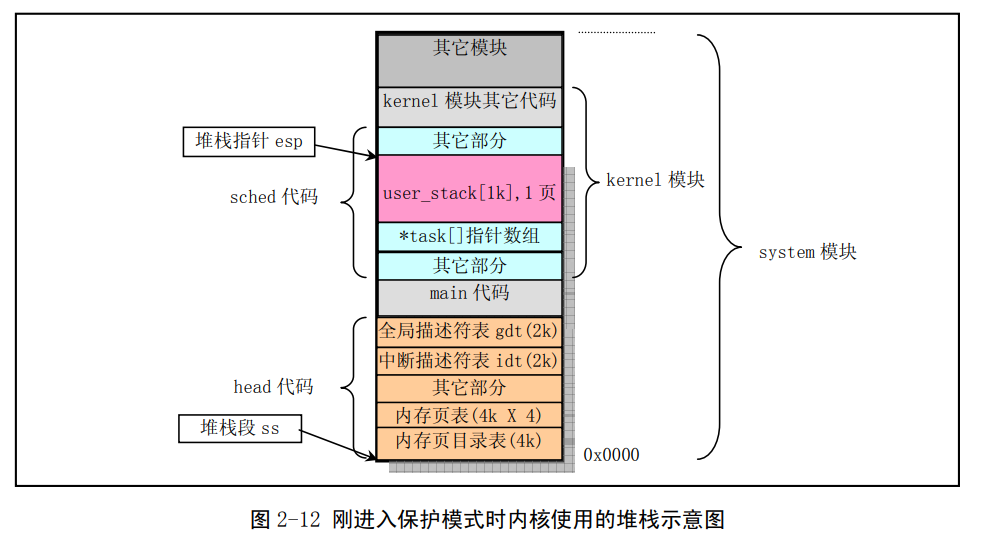 其它模块
kernel 模块其它代码
堆栈指针 esp
其它部分
sched 代码
user_stack[1k],1 页
kernel 模块
*task[]指针数组
system 模块
其它部分
main 代码
全局描述符表 gdt(2k)
中断描述符表 idt(2k)
head 代码
其它部分
内存页表(4k X 4)
堆栈段 ss
内存页目录表(4k)
0x0000
图 2-12 刚进入保护模式时内核使用的堆栈示意图